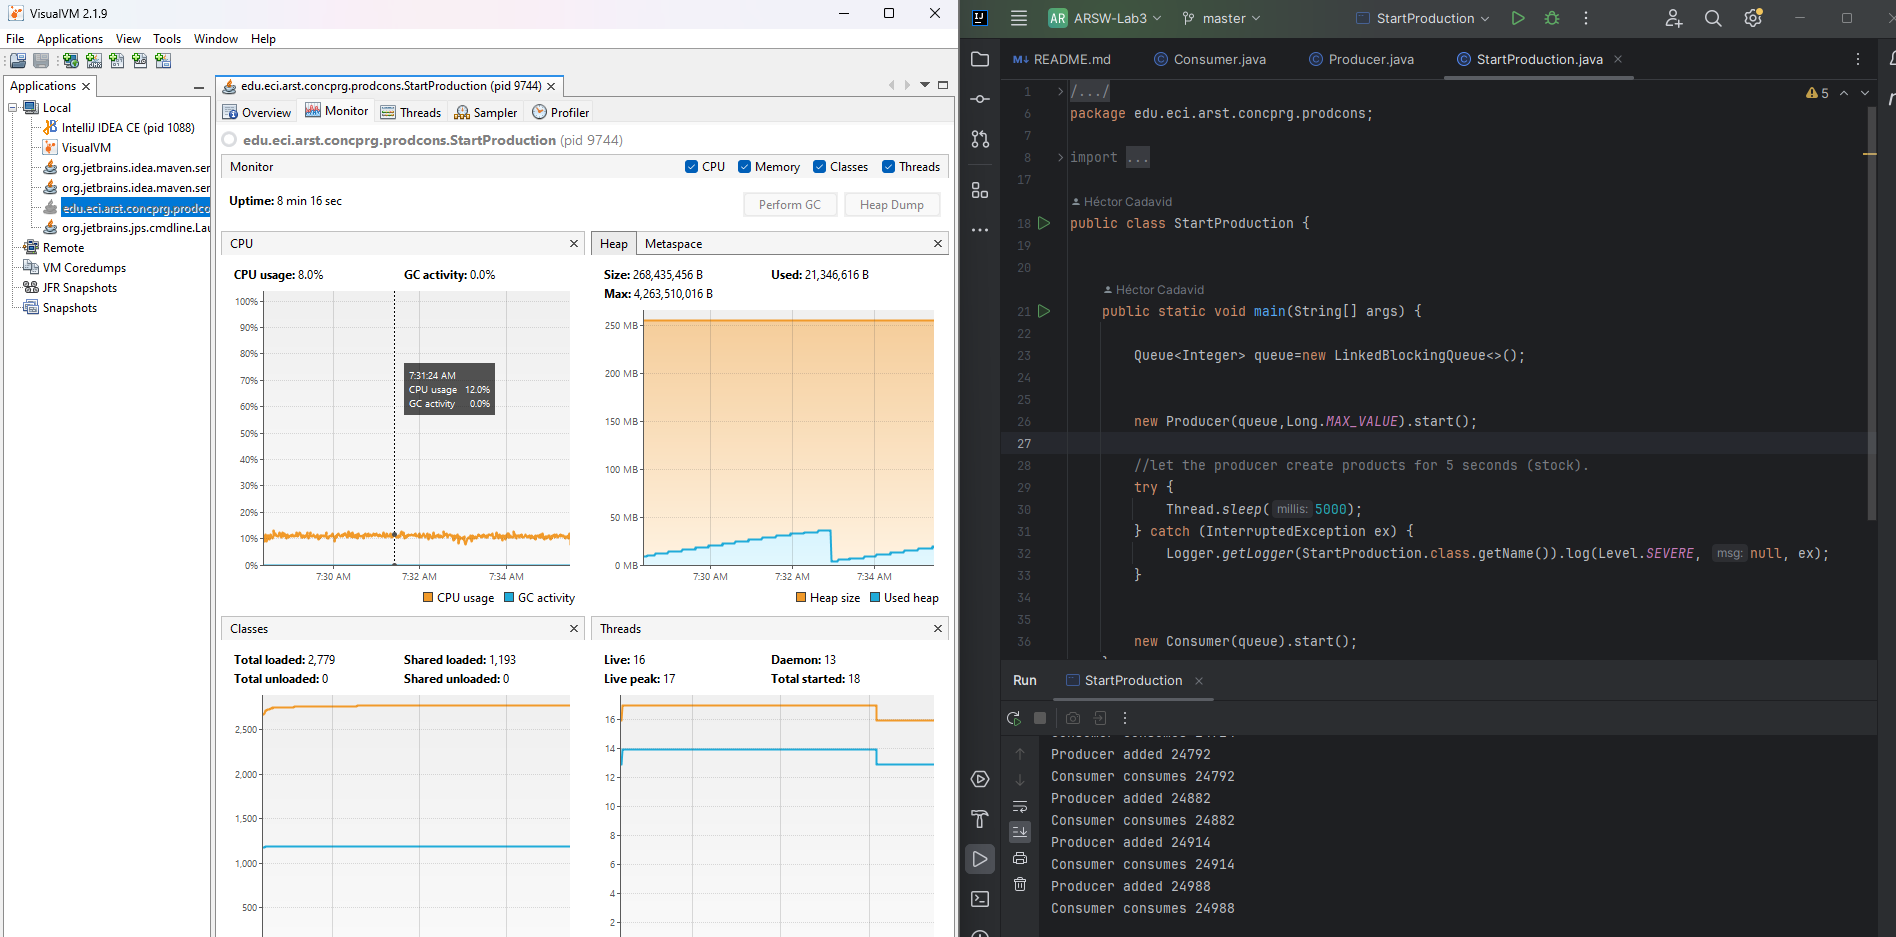 VisualVM 2.1.9
File Applications View Tools Window Help
Applications
Local
IntelliJ IDEA CE (pid 1088)
VisualVM
org.jetbrains.idea.maven.ser
org.jetbrains.idea.maven.ser
edu.eci.arst.concprg.prodco
org.jetbrains.jps.cmdline.Lau
Remote
VM Coredumps
JFR Snapshots
Snapshots
edu.eci.arst.concprg.prodcons.StartProduction (pid 9744)
Overview Monitor Threads Sampler Profiler
edu.eci.arst.concprg.prodcons.StartProduction (pid 9744)
Monitor CPU Memory Classes Threads
Uptime: 8 min 16 sec
Perform GC Heap Dump
CPU
CPU usage: 8.0% GC activity: 0.0%
100%
90%
80%
70%
60%
50%
40%
30%
20%
10%
0%
7:31:24 AM
CPU usage 12.0%
GC activity 0.0%
7:30 AM 7:32 AM 7:34 AM
CPU usage GC activity
Heap Metaspace
Size: 268,435,456 B Used: 21,346,616 B
Max: 4,263,510,016 B
250 MB
200 MB
150 MB
100 MB
50 MB
0 MB
7:30 AM 7:32 AM 7:34 AM
Heap size Used heap
Classes
Total loaded: 2,779 Shared loaded: 1,193
Total unloaded: 0 Shared unloaded: 0
2,500
2,000
1,500
1,000
500
Threads
Live: 16 Daemon: 13
Live peak: 17 Total started: 18
16
14
12
10
8
6
4
2
IJ
AR ARSW-Lab3 master StartProduction
M↓ README.md Consumer.java Producer.java StartProduction.java
5
1 /.../
6 package edu.eci.arst.concprg.prodcons;
7
8 import ...
17
Héctor Cadavid
18 public class StartProduction {
19
20
Héctor Cadavid
21 public static void main(String[] args) {
22
23 Queue<Integer> queue=new LinkedBlockingQueue<>();
24
25
26 new Producer(queue,Long.MAX_VALUE).start();
27
28 //let the producer create products for 5 seconds (stock).
29 try {
30 Thread.sleep( millis: 5000);
31 } catch (InterruptedException ex) {
32 Logger.getLogger(StartProduction.class.getName()).log(Level.SEVERE, msg: null, ex);
33 }
34
35
36 new Consumer(queue).start();
Run StartProduction
Producer added 24792
Consumer consumes 24792
Producer added 24882
Consumer consumes 24882
Producer added 24914
Consumer consumes 24914
Producer added 24988
Consumer consumes 24988